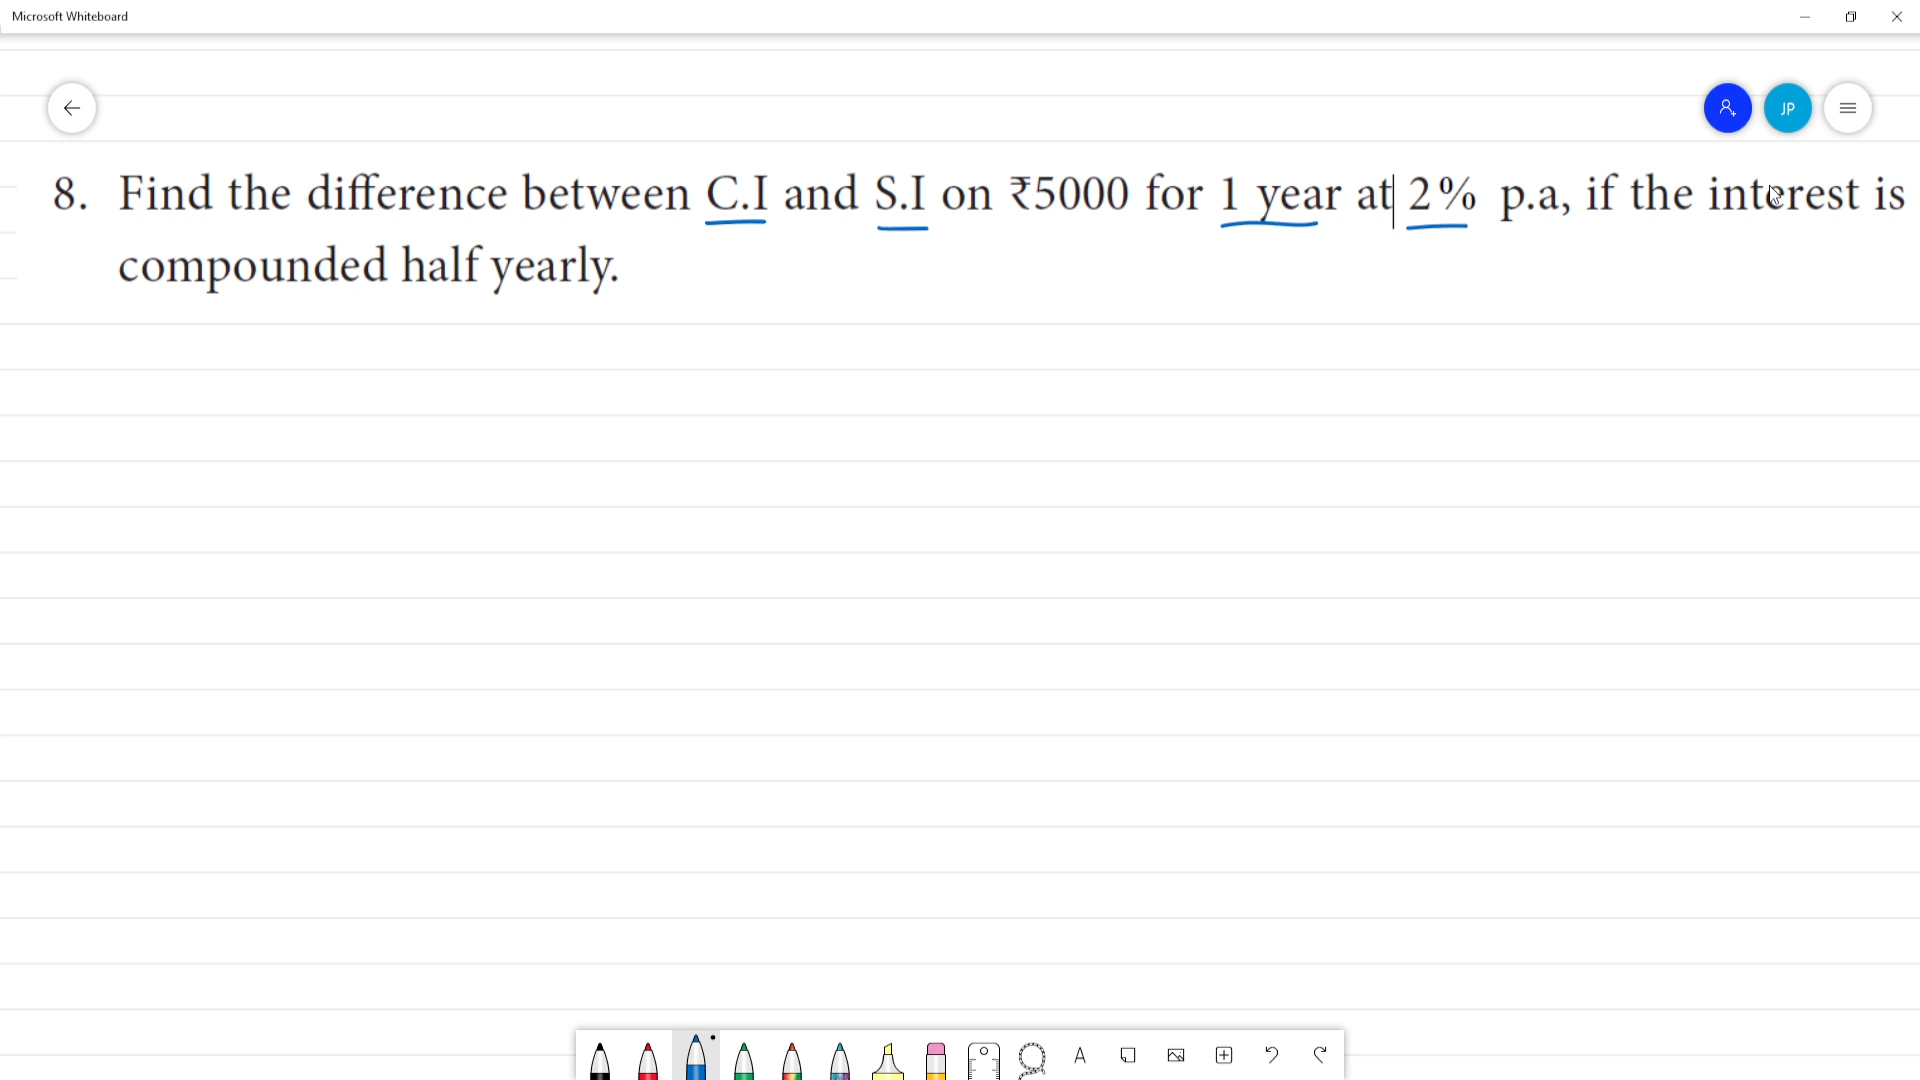 Microsoft Whiteboard
JP
8. Find the difference between C.I and S.I on ₹5000 for 1 year at 2% p.a, if the interest is
compounded half yearly.
A